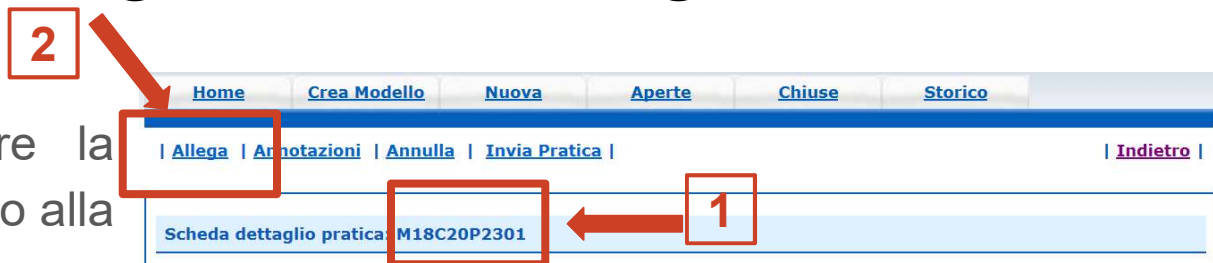 2
Home Crea Modello Nuova Aperte Chiuse Storico
re la
| Allega | Annotazioni | Annulla | Invia Pratica | | Indietro |
o alla
1
Scheda dettaglio pratica: M18C20P2301